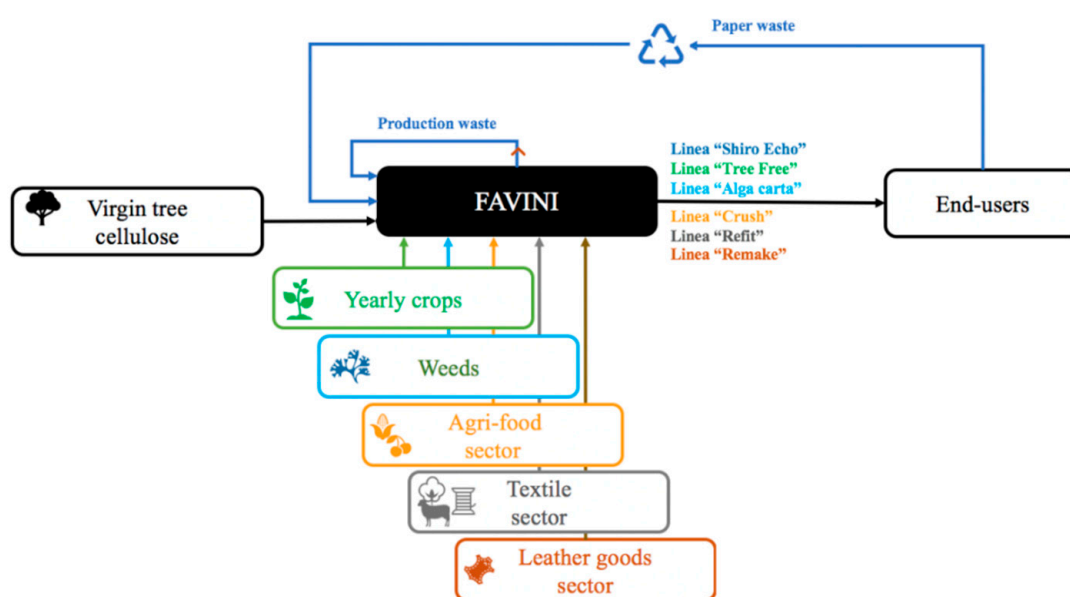 Paper waste
Production waste
Linea “Shiro Echo”
Linea “Tree Free”
Linea “Alga carta”
Virgin tree
cellulose
FAVINI
End-users
Linea “Crush”
Linea “Refit”
Linea “Remake”
Yearly crops
Weeds
Agri-food
sector
Textile
sector
Leather goods
sector